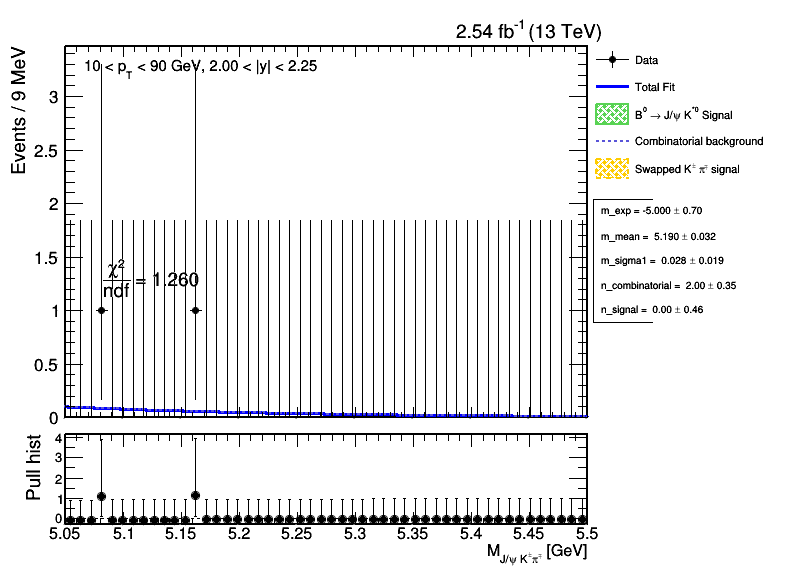 2.54 fb⁻¹ (13 TeV)
10 < p_T < 90 GeV, 2.00 < |y| < 2.25
Events / 9 MeV
3
2.5
2
1.5
1
0.5
0
χ²/ndf = 1.260
Data
Total Fit
B⁰ → J/ψ K*⁰ Signal
Combinatorial background
Swapped K± π∓ signal
m_exp = -5.000 ± 0.70
m_mean = 5.190 ± 0.032
m_sigma1 = 0.028 ± 0.019
n_combinatorial = 2.00 ± 0.35
n_signal = 0.00 ± 0.46
Pull hist
4
3
2
1
0
5.05 5.1 5.15 5.2 5.25 5.3 5.35 5.4 5.45 5.5
M_{J/ψ K±π∓} [GeV]